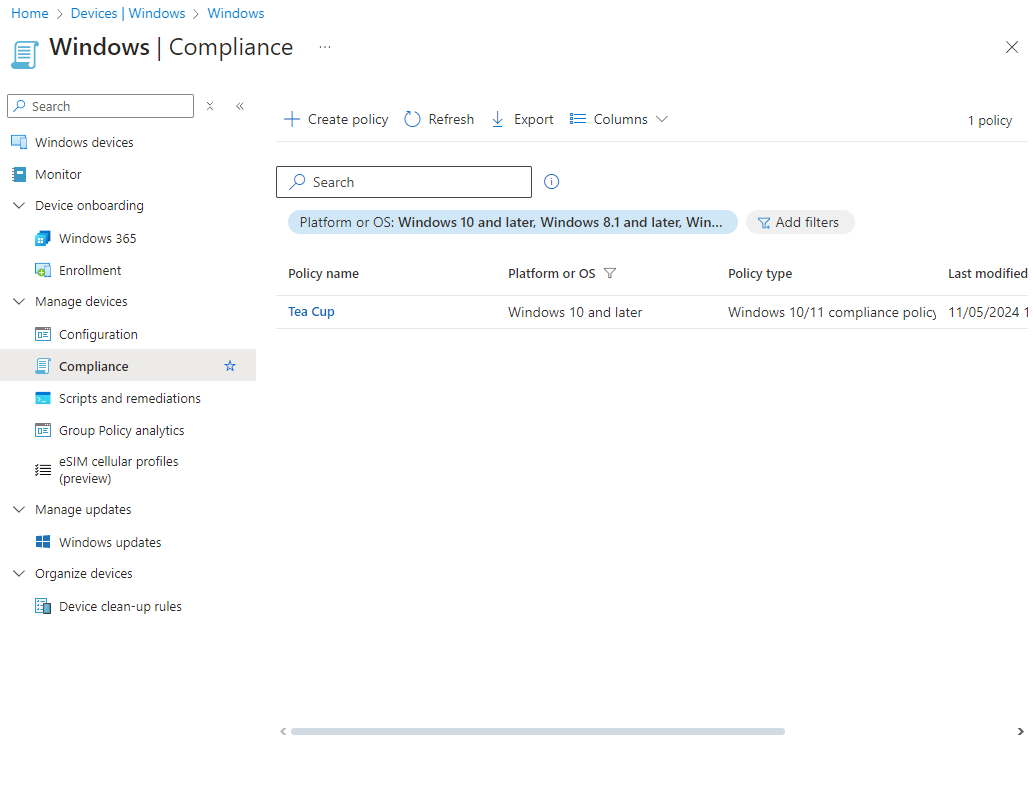 Home > Devices | Windows > Windows
Windows | Compliance ...
Search
Windows devices
Monitor
Device onboarding
Windows 365
Enrollment
Manage devices
Configuration
Compliance
Scripts and remediations
Group Policy analytics
eSIM cellular profiles
(preview)
Manage updates
Windows updates
Organize devices
Device clean-up rules
Create policy Refresh Export Columns 1 policy
Search
Platform or OS: Windows 10 and later, Windows 8.1 and later, Win... Add filters
Policy name Platform or OS Policy type Last modified
Tea Cup Windows 10 and later Windows 10/11 compliance policy 11/05/2024 1